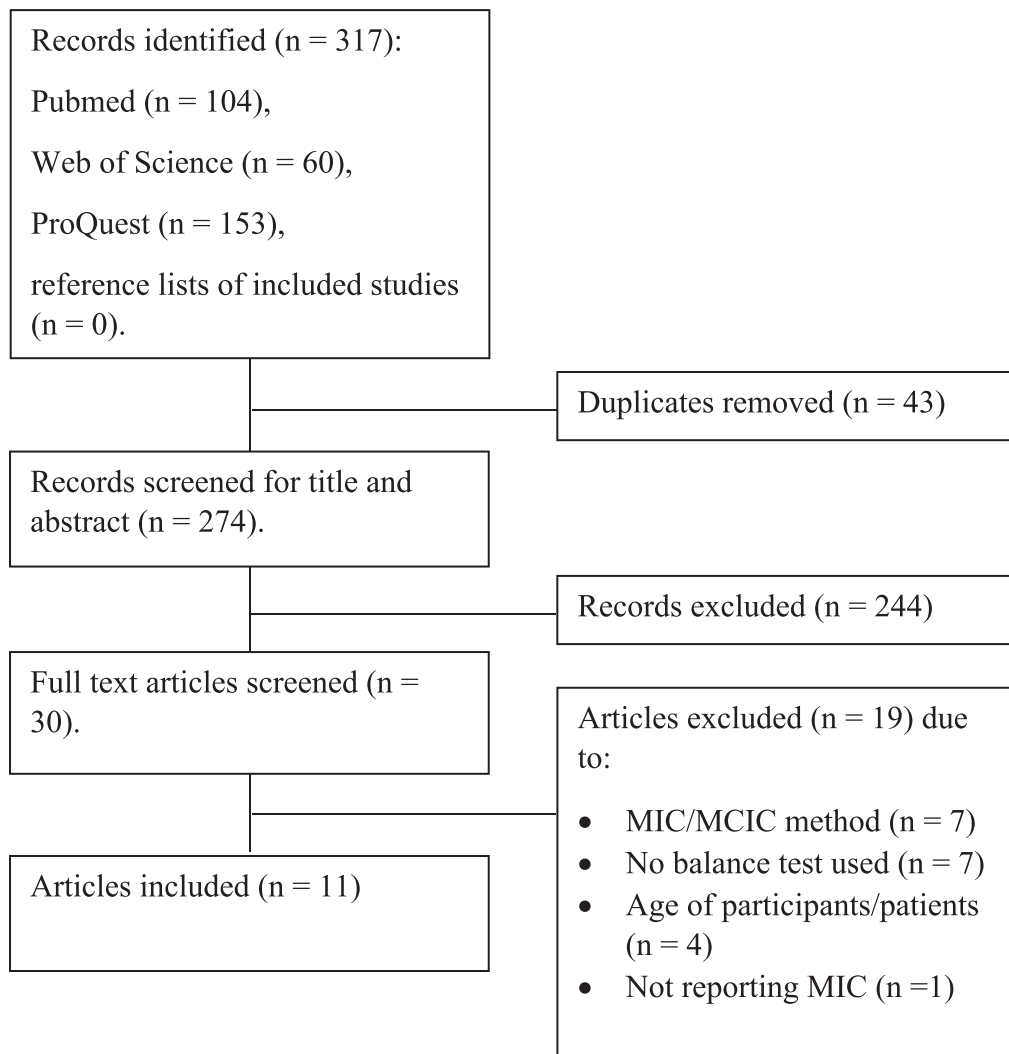 Records identified (n = 317):
Pubmed (n = 104),
Web of Science (n = 60),
ProQuest (n = 153),
reference lists of included studies
(n = 0).
Duplicates removed (n = 43)
Records screened for title and
abstract (n = 274).
Records excluded (n = 244)
Full text articles screened (n =
30).
Articles excluded (n = 19) due
to:
• MIC/MCIC method (n = 7)
• No balance test used (n = 7)
• Age of participants/patients
(n = 4)
• Not reporting MIC (n =1)
Articles included (n = 11)